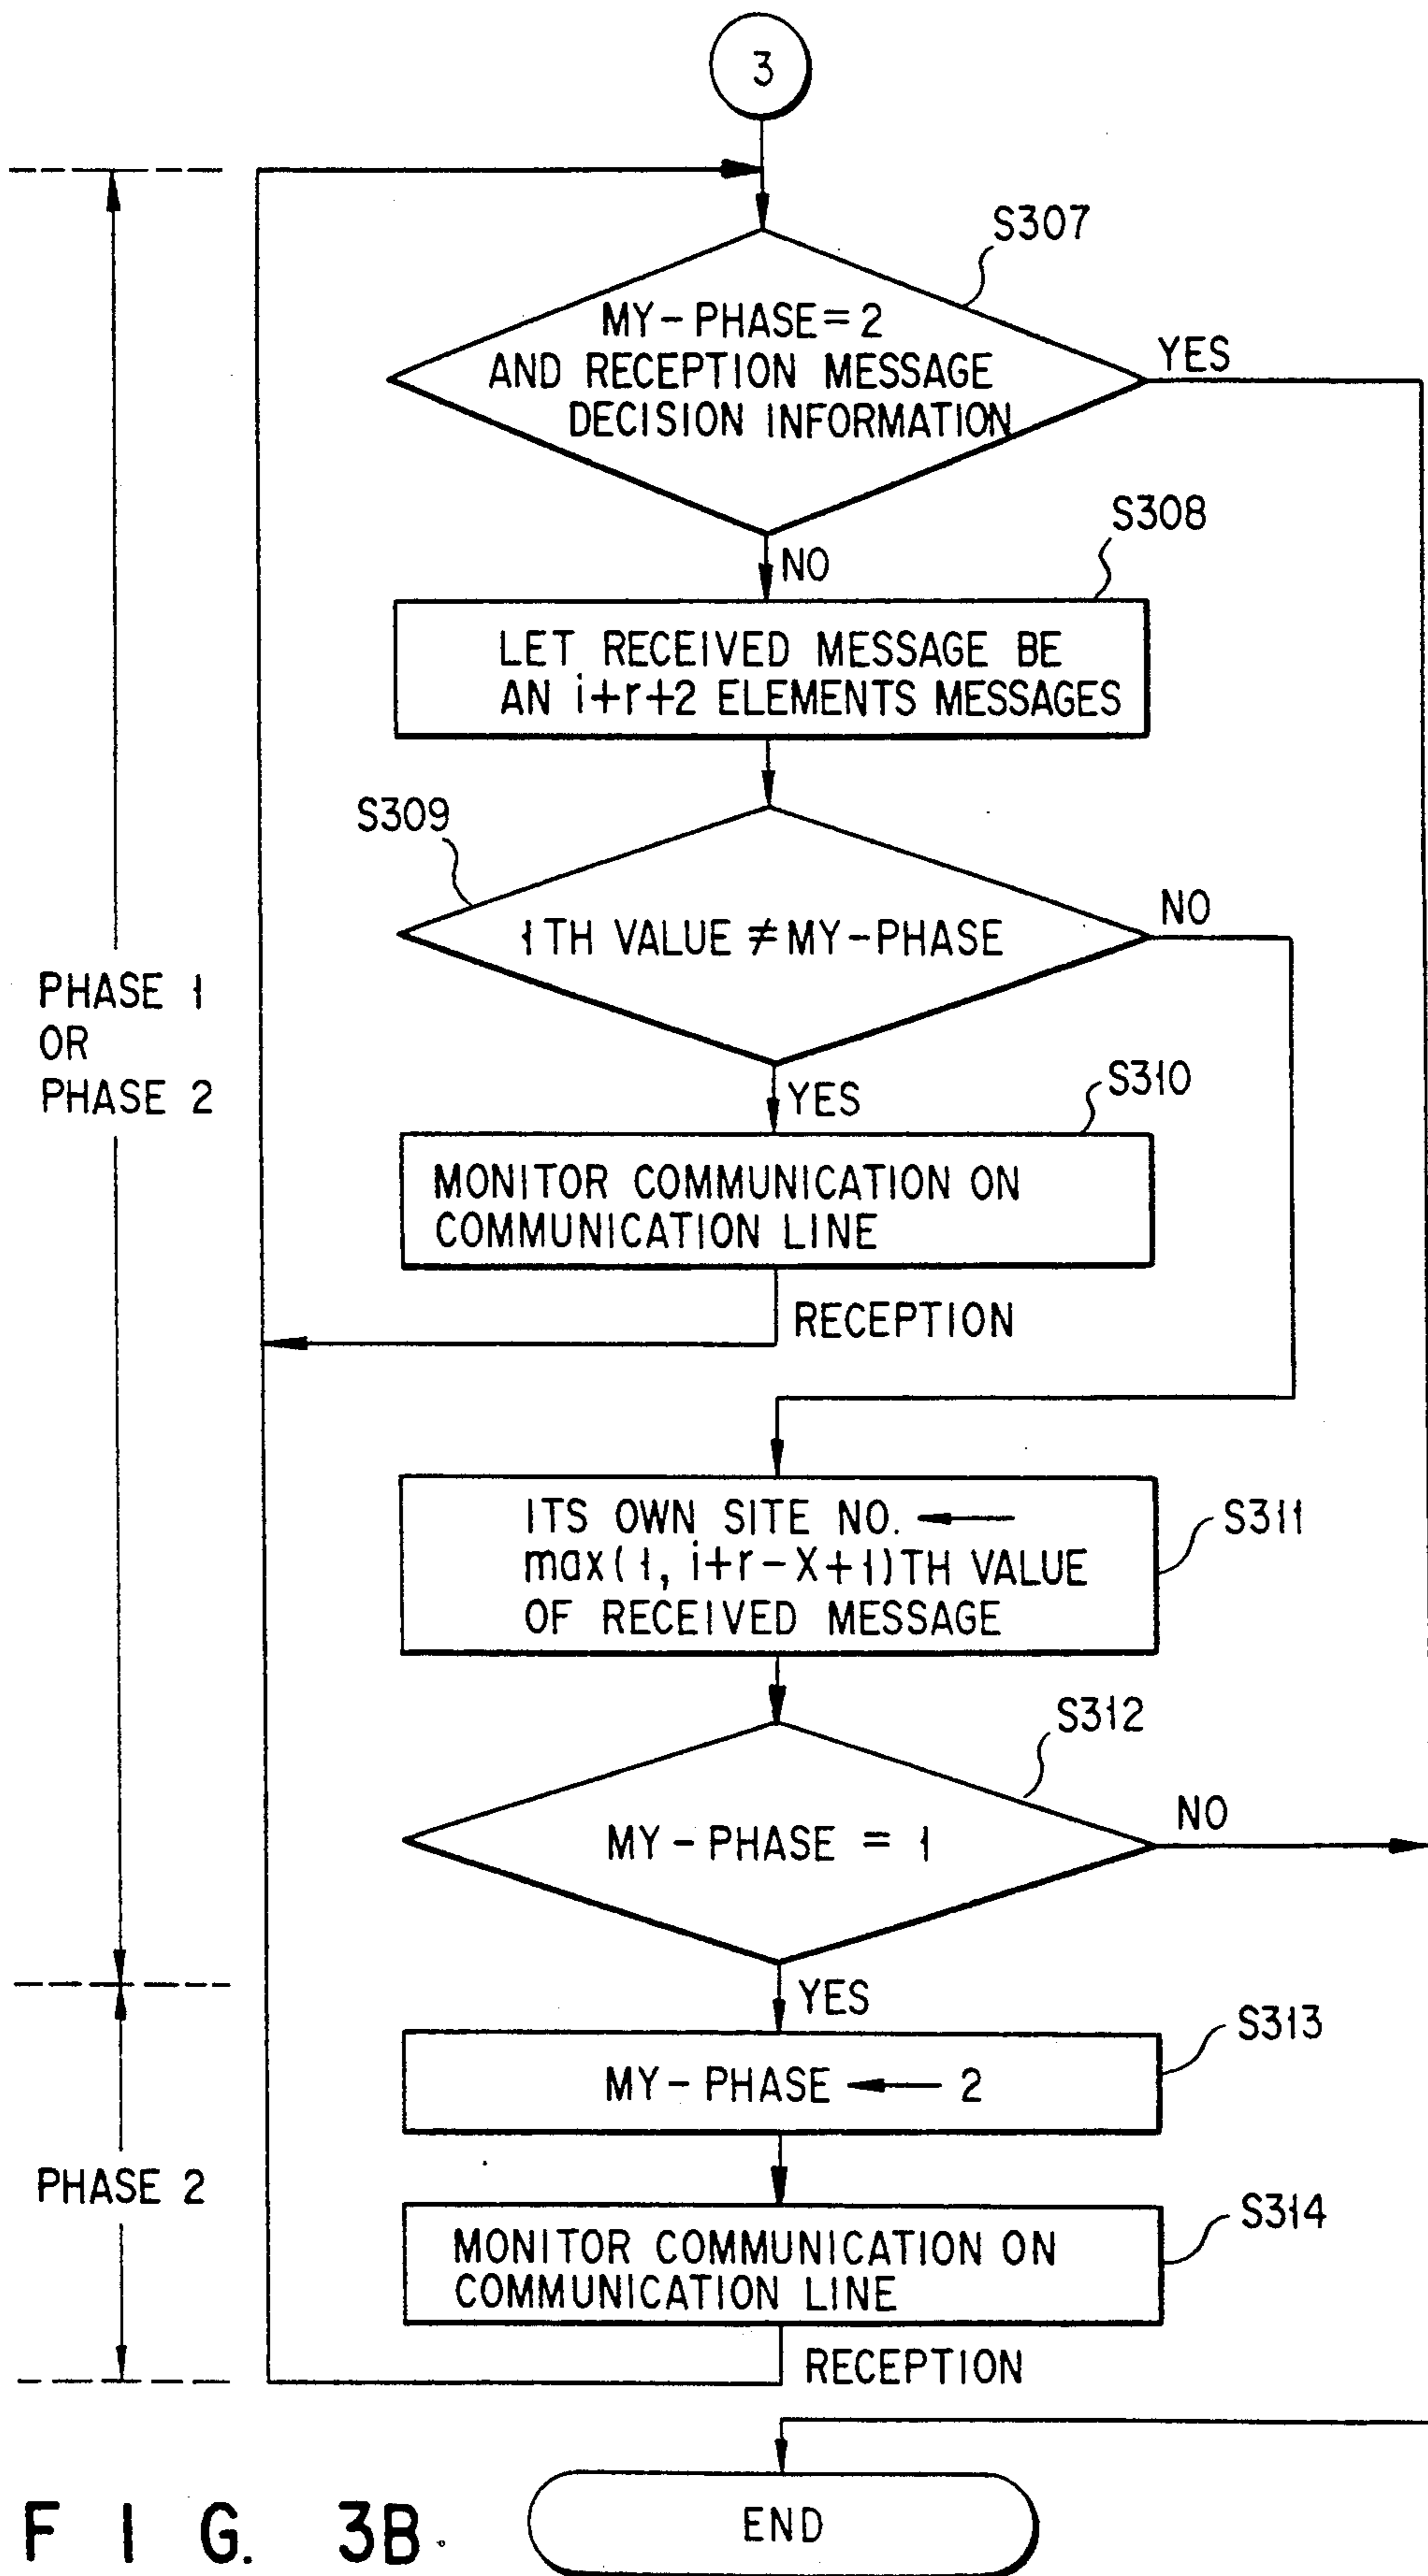 3
S307
MY-PHASE=2
AND RECEPTION MESSAGE
DECISION INFORMATION
YES
NO
S308
LET RECEIVED MESSAGE BE
AN i+r+2 ELEMENTS MESSAGES
S309
1TH VALUE ≠ MY-PHASE
NO
PHASE 1
OR
PHASE 2
YES
S310
MONITOR COMMUNICATION ON
COMMUNICATION LINE
RECEPTION
ITS OWN SITE NO. ←
max(1, i+r-X+1)TH VALUE
OF RECEIVED MESSAGE
S311
S312
MY-PHASE = 1
NO
YES
S313
MY-PHASE ← 2
PHASE 2
S314
MONITOR COMMUNICATION ON
COMMUNICATION LINE
RECEPTION
END
FIG. 3B